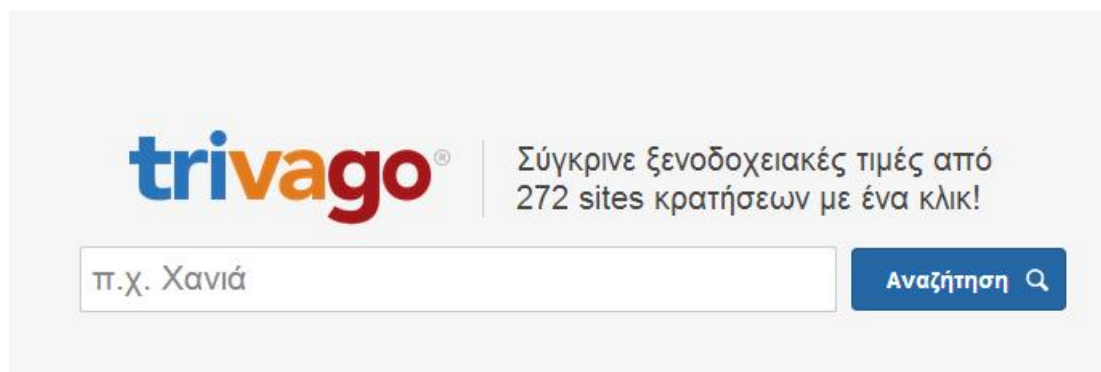 trivago®
Σύγκρινε ξενοδοχειακές τιμές από
272 sites κρατήσεων με ένα κλικ!
π.χ. Χανιά
Αναζήτηση